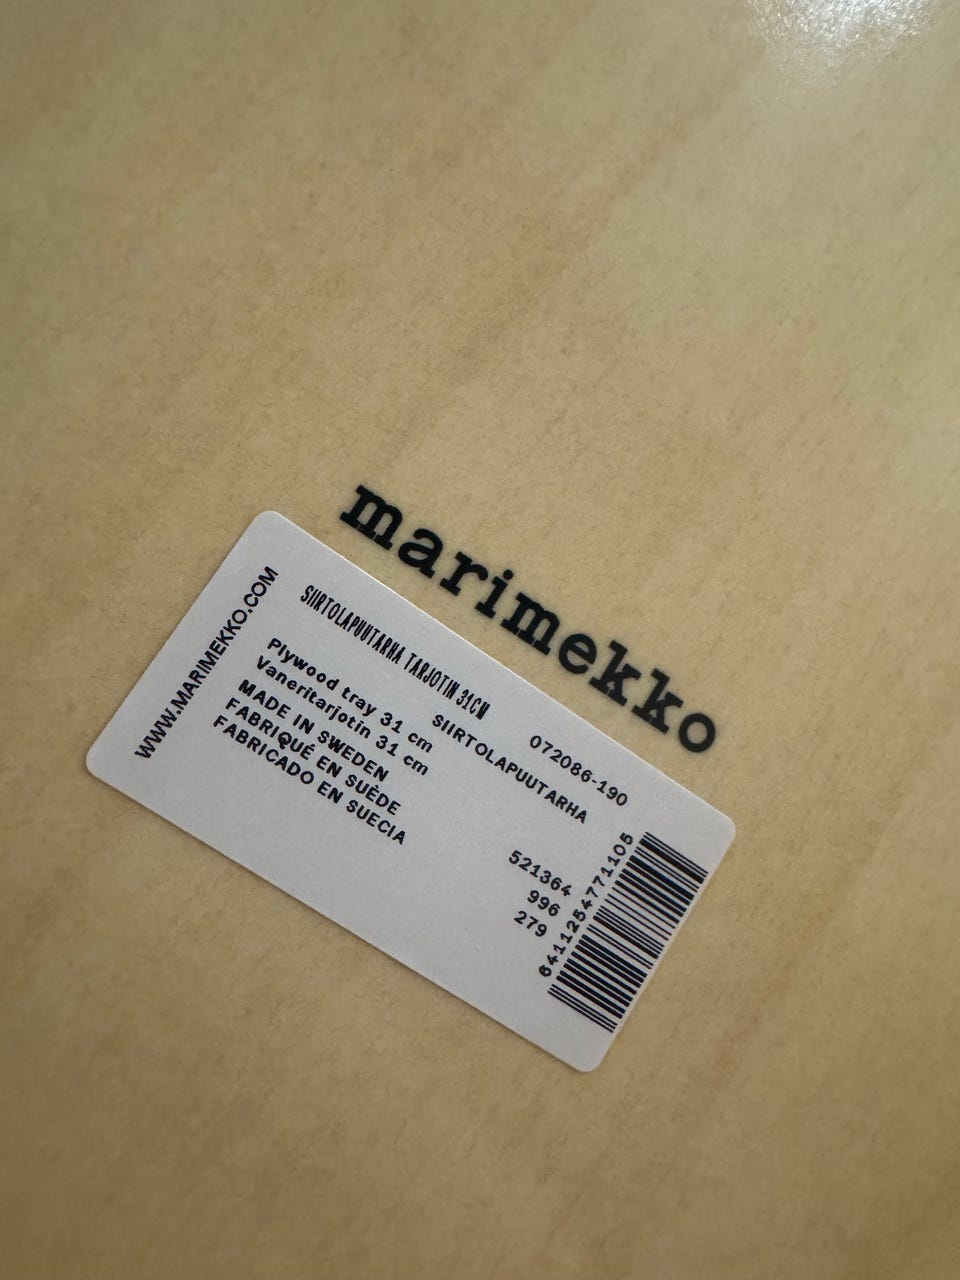 marimekko
WWW.MARIMEKKO.COM
SIIRTOLAPUUTARHA TARJOTIN 31CM
Plywood tray 31 cm
Vaneritarjotin 31 cm
MADE IN SWEDEN
FABRIQUÉ EN SUÈDE
FABRICADO EN SUECIA
072086-190
SIIRTOLAPUUTARHA
521364
996
279
6411254771105